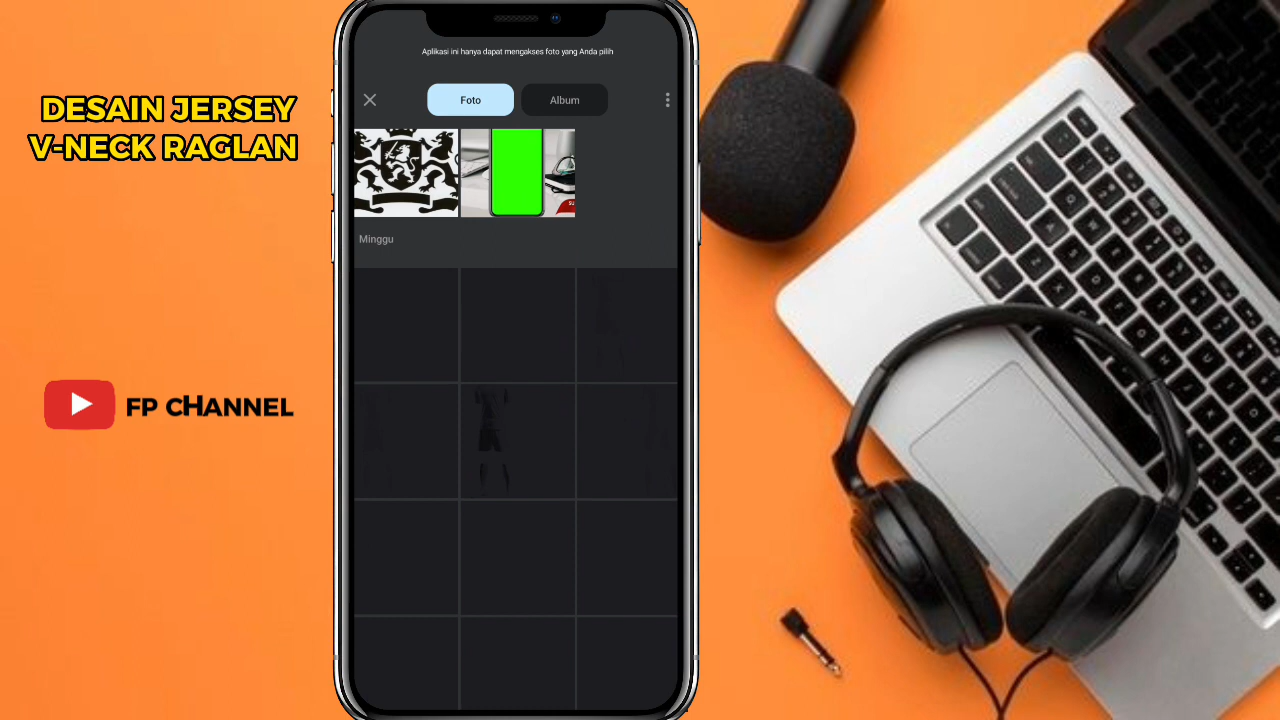 DESAIN JERSEY
V-NECK RAGLAN
FP cHANNEL
Aplikasi ini hanya dapat mengakses foto yang Anda pilih
Foto
Album
Minggu